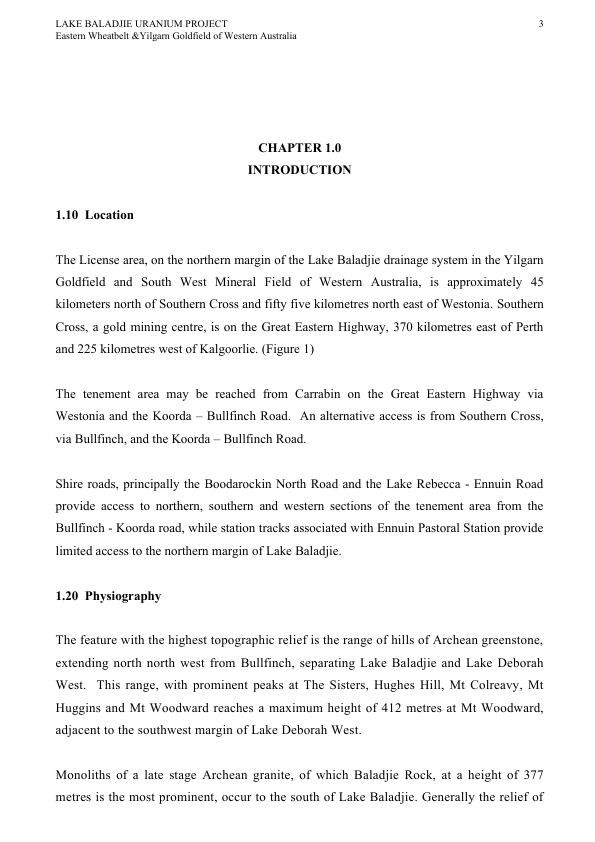 LAKE BALADJIE URANIUM PROJECT 3
Eastern Wheatbelt &Yilgarn Goldfield of Western Australia
CHAPTER 1.0
INTRODUCTION
1.10 Location
The License area, on the northern margin of the Lake Baladjie drainage system in the Yilgarn
Goldfield and South West Mineral Field of Western Australia, is approximately 45
kilometers north of Southern Cross and fifty five kilometres north east of Westonia. Southern
Cross, a gold mining centre, is on the Great Eastern Highway, 370 kilometres east of Perth
and 225 kilometres west of Kalgoorlie. (Figure 1)
The tenement area may be reached from Carrabin on the Great Eastern Highway via
Westonia and the Koorda – Bullfinch Road. An alternative access is from Southern Cross,
via Bullfinch, and the Koorda – Bullfinch Road.
Shire roads, principally the Boodarockin North Road and the Lake Rebecca - Ennuin Road
provide access to northern, southern and western sections of the tenement area from the
Bullfinch - Koorda road, while station tracks associated with Ennuin Pastoral Station provide
limited access to the northern margin of Lake Baladjie.
1.20 Physiography
The feature with the highest topographic relief is the range of hills of Archean greenstone,
extending north north west from Bullfinch, separating Lake Baladjie and Lake Deborah
West. This range, with prominent peaks at The Sisters, Hughes Hill, Mt Colreavy, Mt
Huggins and Mt Woodward reaches a maximum height of 412 metres at Mt Woodward,
adjacent to the southwest margin of Lake Deborah West.
Monoliths of a late stage Archean granite, of which Baladjie Rock, at a height of 377
metres is the most prominent, occur to the south of Lake Baladjie. Generally the relief of